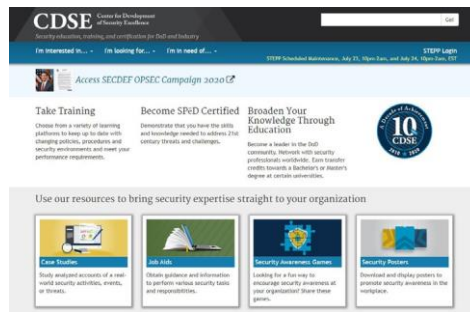 CDSE Center for Development
of Security Excellence
Go!
Security education, training, and certification for DoD and Industry
I'm interested in... I'm looking for... I'm in need of... STEPP Login
STEPP Scheduled Maintenance, July 23, 10pm Eam, and July 24, 10pm Eam, EST
Access SECDEF OPSEC Campaign 2020
Take Training
Choose from a variety of learning
platforms to keep up to date with
changing policies, procedures and
security environments and meet your
performance requirements.
Become SPeD Certified
Demonstrate that you have the skills
and knowledge needed to address 21st
century threats and challenges.
Broaden Your
Knowledge Through
Education
Become a leader in the DoD
community. Network with security
professionals worldwide. Earn transfer
credits towards a Bachelor's or Master's
degree at certain universities.
A Decade of Achievement
10
CDSE
2010 2020
Use our resources to bring security expertise straight to your organization
Case Studies
Study analyzed accounts of a real-
world security activities, events,
or threats.
Job Aids
Obtain guidance and information
to perform various security tasks
and responsibilities.
Security Awareness Games
Looking for a fun way to
encourage security awareness at
your organization? Share these
games.
Security Posters
Download and display posters to
promote security awareness in the
workplace.